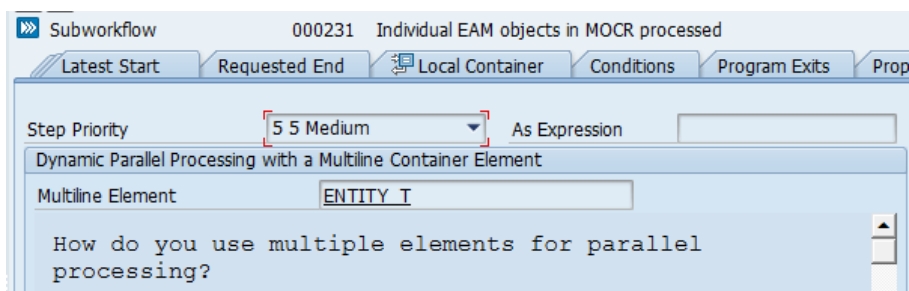 Subworkflow 000231 Individual EAM objects in MOCR processed
Latest Start Requested End Local Container Conditions Program Exits Prop
Step Priority 5 5 Medium As Expression
Dynamic Parallel Processing with a Multiline Container Element
Multiline Element ENTITY_T
How do you use multiple elements for parallel
processing?